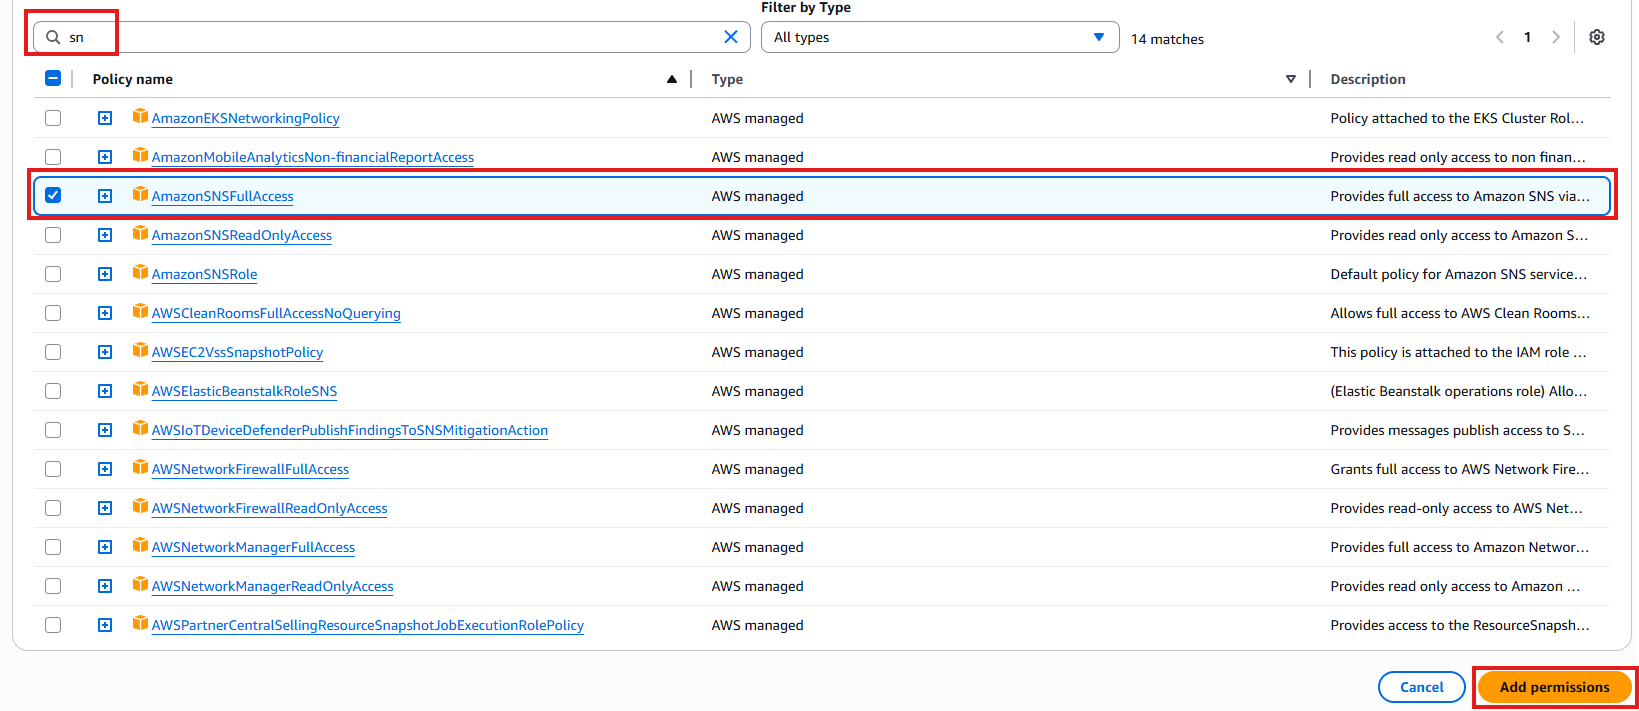 Filter by Type
sn
All types
14 matches
1
Policy name
Type
Description
AmazonEKSNetworkingPolicy AWS managed Policy attached to the EKS Cluster Rol...
AmazonMobileAnalyticsNon-financialReportAccess AWS managed Provides read only access to non finan...
AmazonSNSFullAccess AWS managed Provides full access to Amazon SNS via...
AmazonSNSReadOnlyAccess AWS managed Provides read only access to Amazon S...
AmazonSNSRole AWS managed Default policy for Amazon SNS service...
AWSCleanRoomsFullAccessNoQuerying AWS managed Allows full access to AWS Clean Rooms...
AWSEC2VssSnapshotPolicy AWS managed This policy is attached to the IAM role ...
AWSElasticBeanstalkRoleSNS AWS managed (Elastic Beanstalk operations role) Allo...
AWSIoTDeviceDefenderPublishFindingsToSNSMitigationAction AWS managed Provides messages publish access to S...
AWSNetworkFirewallFullAccess AWS managed Grants full access to AWS Network Fire...
AWSNetworkFirewallReadOnlyAccess AWS managed Provides read-only access to AWS Net...
AWSNetworkManagerFullAccess AWS managed Provides full access to Amazon Networ...
AWSNetworkManagerReadOnlyAccess AWS managed Provides read only access to Amazon ...
AWSPartnerCentralSellingResourceSnapshotJobExecutionRolePolicy AWS managed Provides access to the ResourceSnapsh...
Cancel
Add permissions